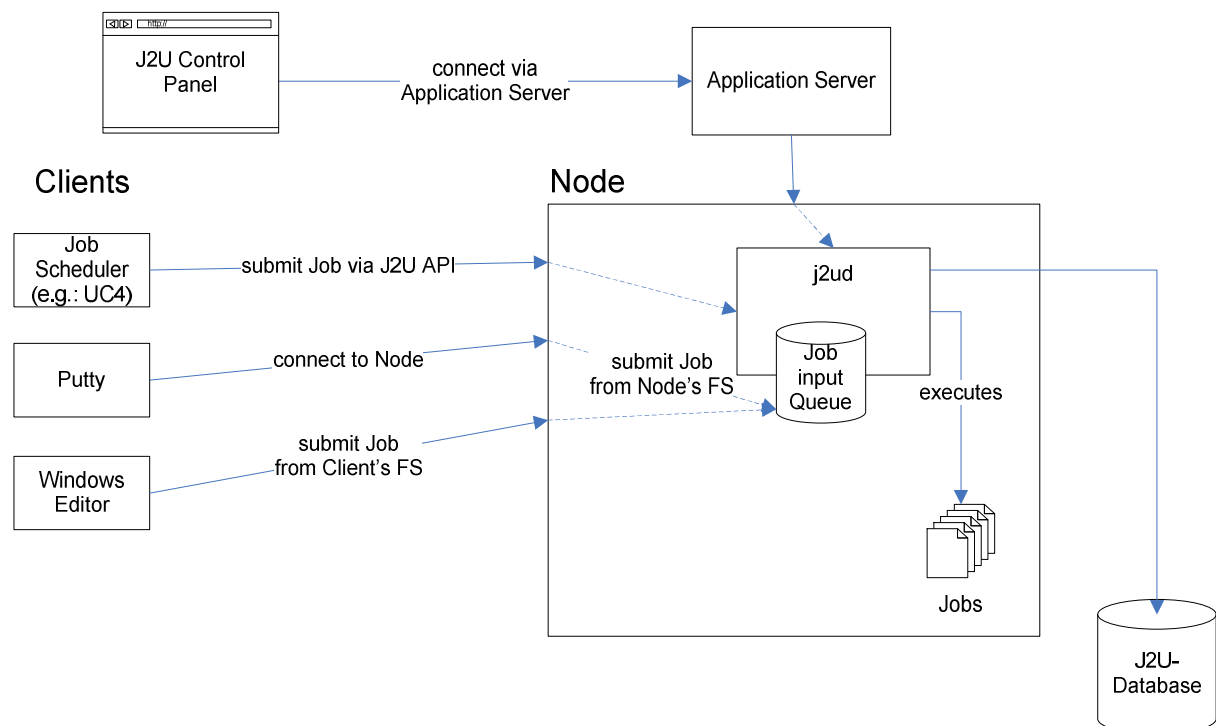 http://
J2U Control
Panel
connect via
Application Server
Application Server
Clients
Node
Job
Scheduler
(e.g.: UC4)
submit Job via J2U API
j2ud
Putty
connect to Node
submit Job
from Node's FS
Job
input
Queue
executes
Windows
Editor
submit Job
from Client's FS
Jobs
J2U-
Database